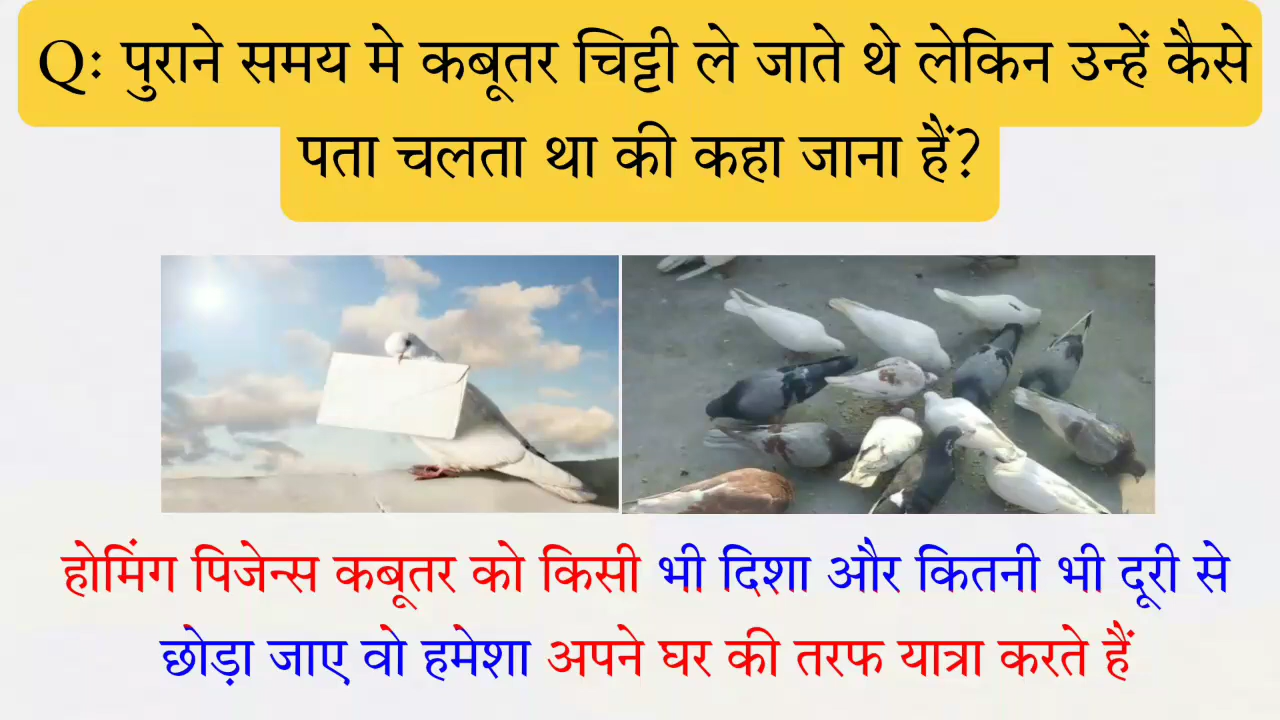 Q: पुराने समय मे कबूतर चिट्टी ले जाते थे लेकिन उन्हें कैसे
पता चलता था की कहा जाना हैं?
होमिंग पिजेन्स कबूतर को किसी भी दिशा और कितनी भी दूरी से
छोड़ा जाए वो हमेशा अपने घर की तरफ यात्रा करते हैं